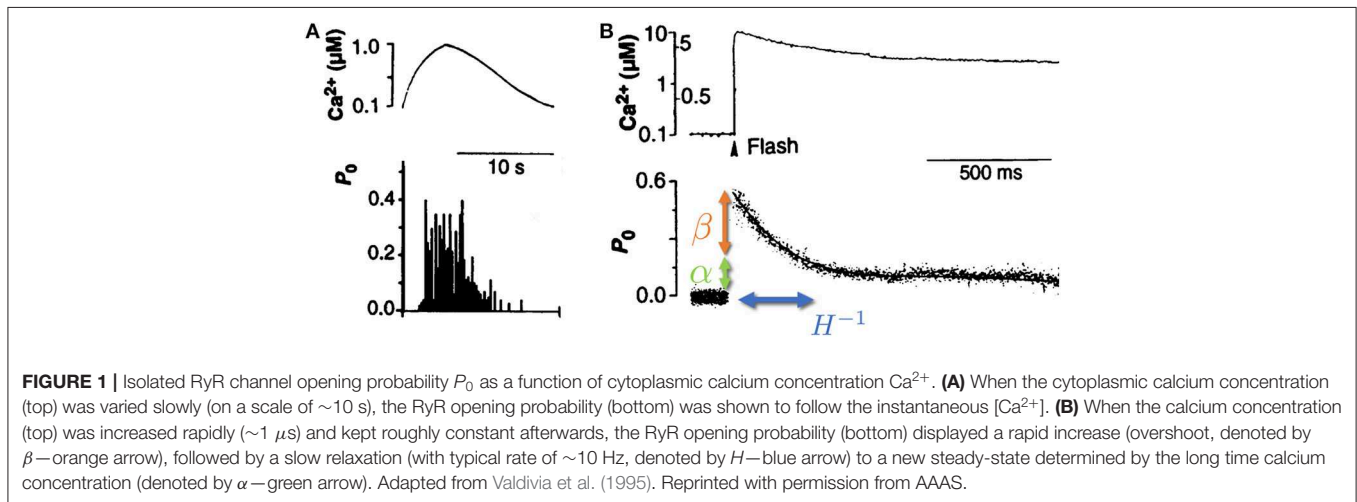 A
Ca²⁺ (μM)
1.0
0.1
10 s
P₀
0.4
0.2
0.0
B
Ca²⁺ (μM)
10
5
1
0.5
0.1
Flash
500 ms
P₀
0.6
0.0
β
α
H⁻¹
FIGURE 1 | Isolated RyR channel opening probability P₀ as a function of cytoplasmic calcium concentration Ca²⁺. (A) When the cytoplasmic calcium concentration
(top) was varied slowly (on a scale of ∼10 s), the RyR opening probability (bottom) was shown to follow the instantaneous [Ca²⁺]. (B) When the calcium concentration
(top) was increased rapidly (∼1 μs) and kept roughly constant afterwards, the RyR opening probability (bottom) displayed a rapid increase (overshoot, denoted by
β—orange arrow), followed by a slow relaxation (with typical rate of ∼10 Hz, denoted by H—blue arrow) to a new steady-state determined by the long time calcium
concentration (denoted by α—green arrow). Adapted from Valdivia et al. (1995). Reprinted with permission from AAAS.